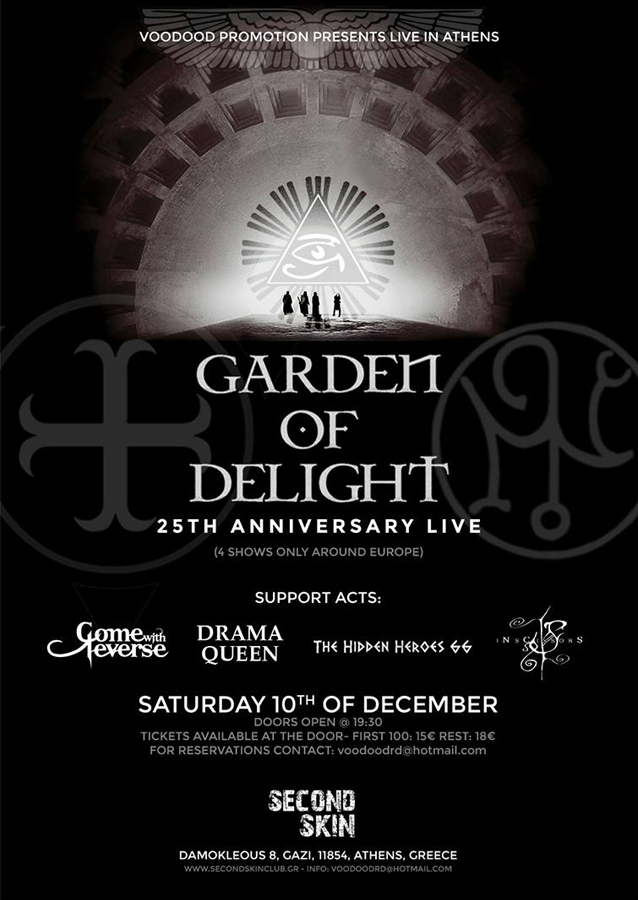 VOODOOD PROMOTION PRESENTS LIVE IN ATHENS
GARDEN
OF
DELIGHT
25TH ANNIVERSARY LIVE
(4 SHOWS ONLY AROUND EUROPE)
SUPPORT ACTS:
Come with
Reverse
DRAMA
QUEEN
THE HIDDEN HEROES GG
INSCISSORS
SATURDAY 10TH OF DECEMBER
DOORS OPEN @ 19:30
TICKETS AVAILABLE AT THE DOOR- FIRST 100: 15€ REST: 18€
FOR RESERVATIONS CONTACT: voodoodrd@hotmail.com
SECOND
SKIN
DAMOKLEOUS 8, GAZI, 11854, ATHENS, GREECE
WWW.SECONDSKINCLUB.GR - INFO: VOODOODRD@HOTMAIL.COM